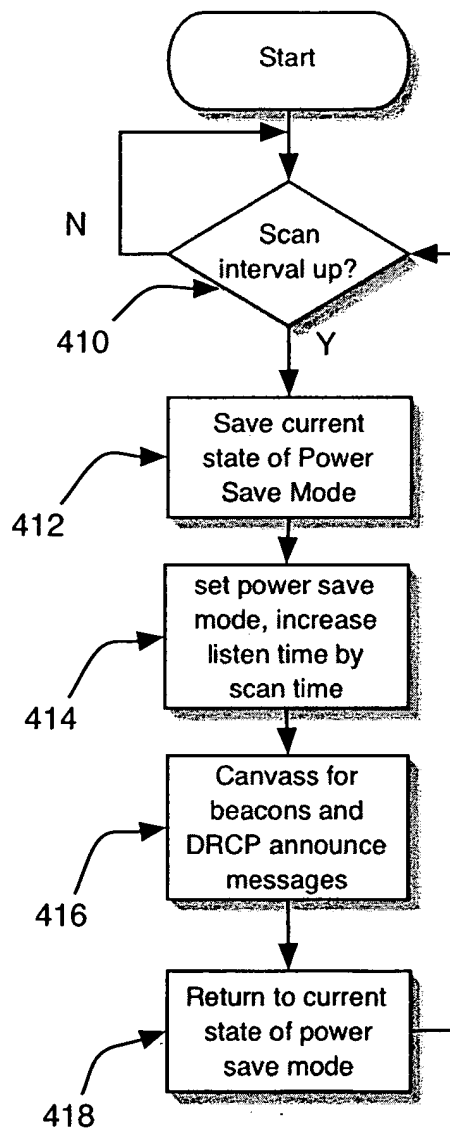 Start
N
Scan
interval up?
410
Y
Save current
state of Power
Save Mode
412
set power save
mode, increase
listen time by
scan time
414
Canvass for
beacons and
DRCP announce
messages
416
Return to current
state of power
save mode
418